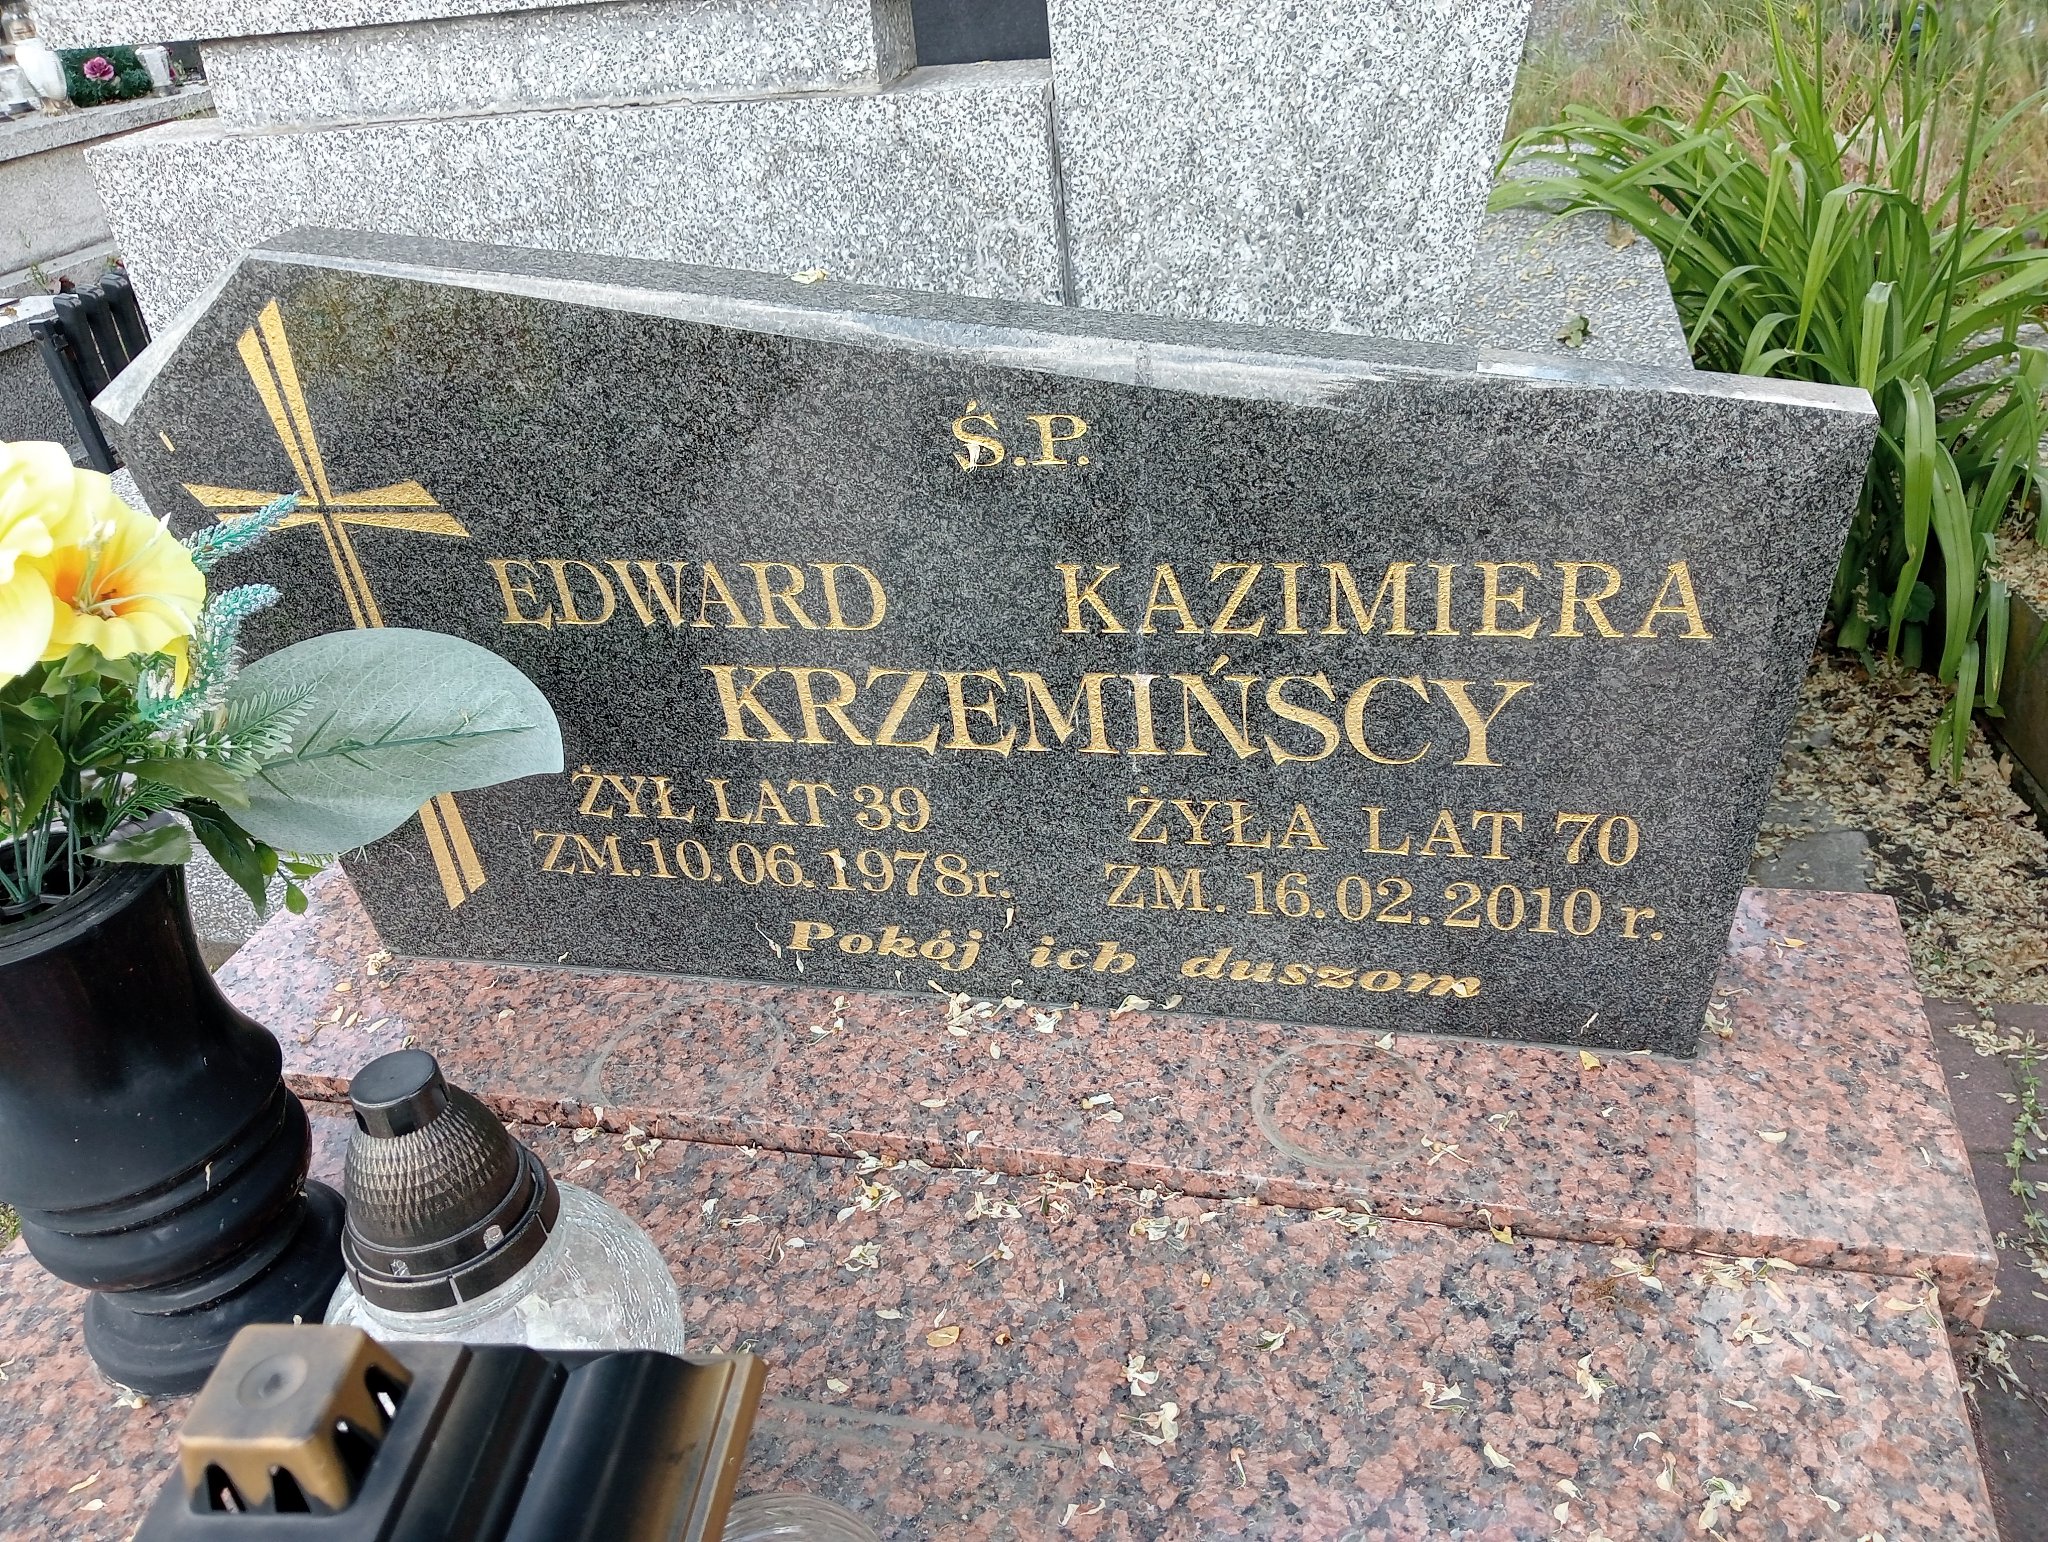 Ś.P.
EDWARD KAZIMIERA
KRZEMIŃSCY
ŻYŁ LAT 39 ŻYŁA LAT 70
ZM.10.06.1978r. ZM. 16.02.2010 r.
Pokój ich duszom